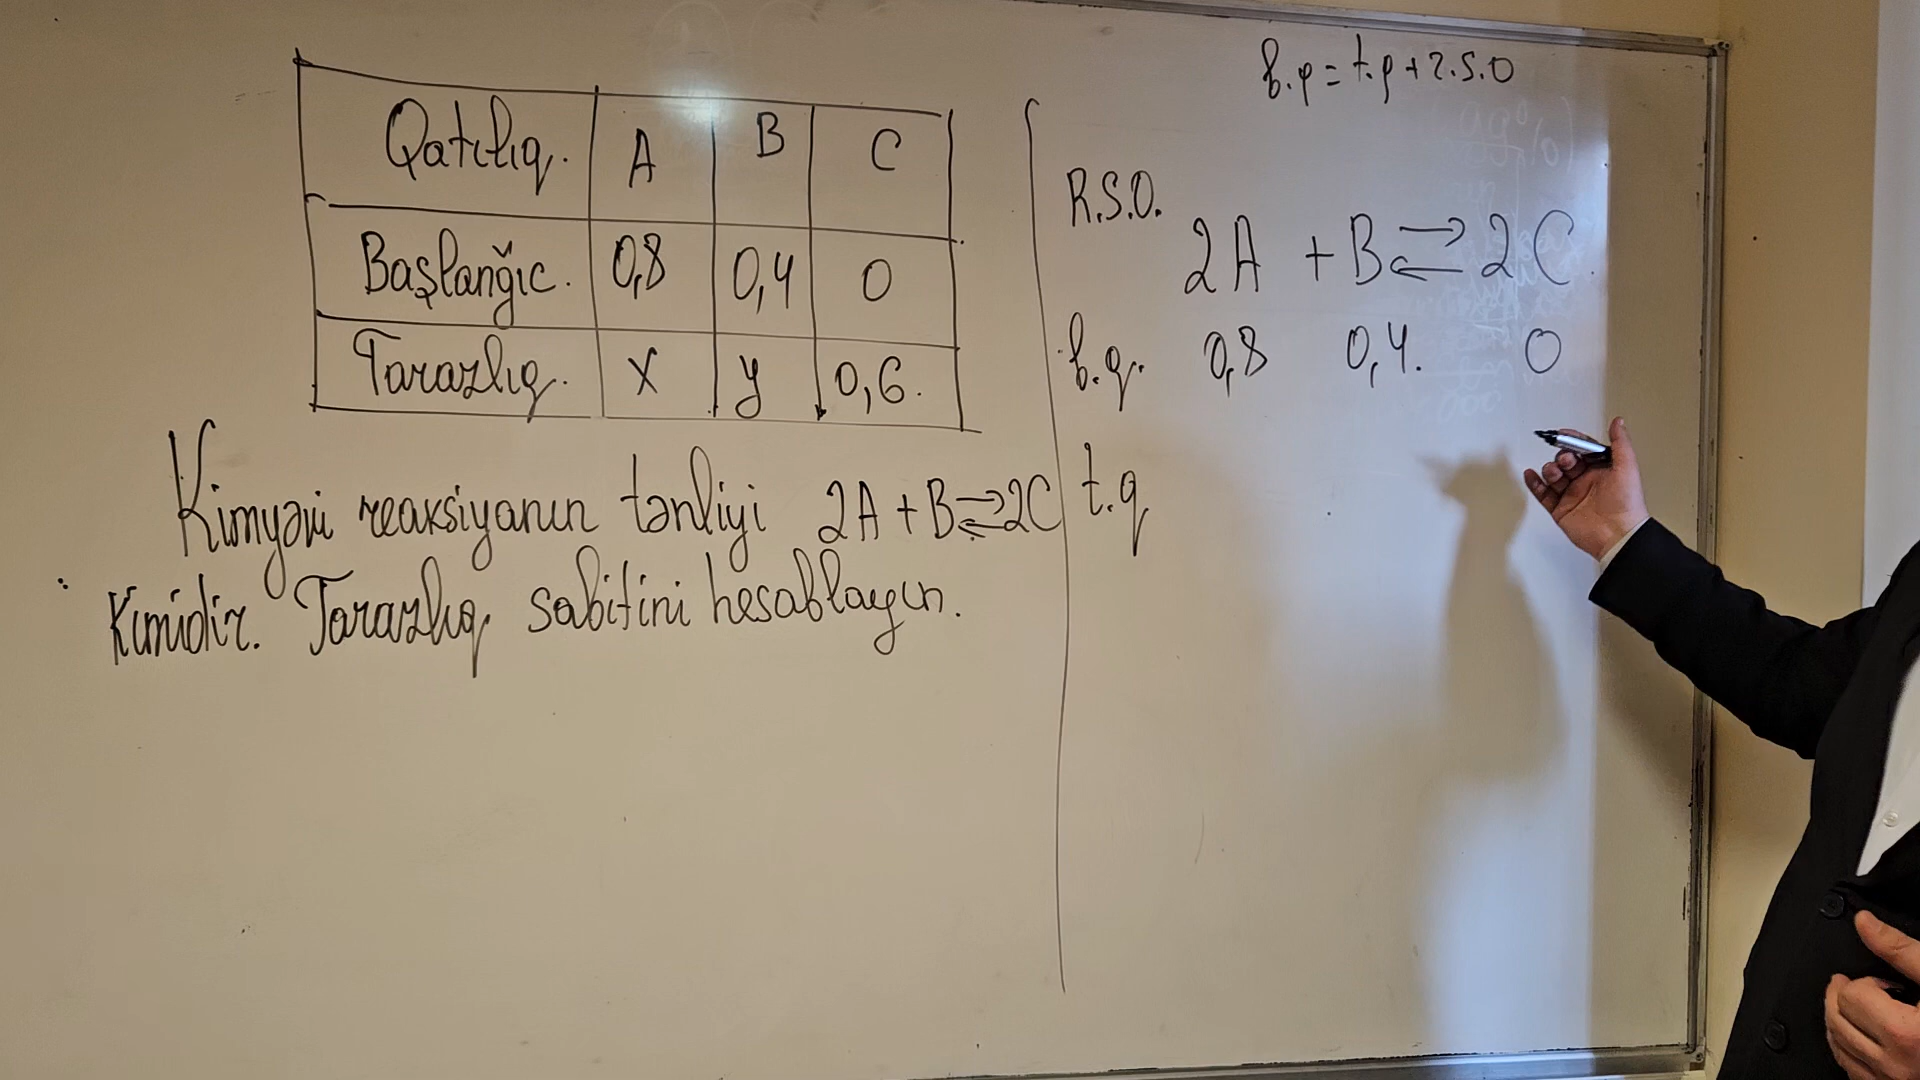 Qatılıq. A B C
Başlanğıc. 0,8 0,4 0
Tarazlıq. X y 0,6.
Kimyəvi reaksiyanın tənliyi 2A + B ⇄ 2C
Kimidir. Tarazlıq sabitini hesablayın.
b.q = t.q + r.s.o
R.S.O.
2A + B ⇄ 2C
b.q. 0,8 0,4. 0
t.q